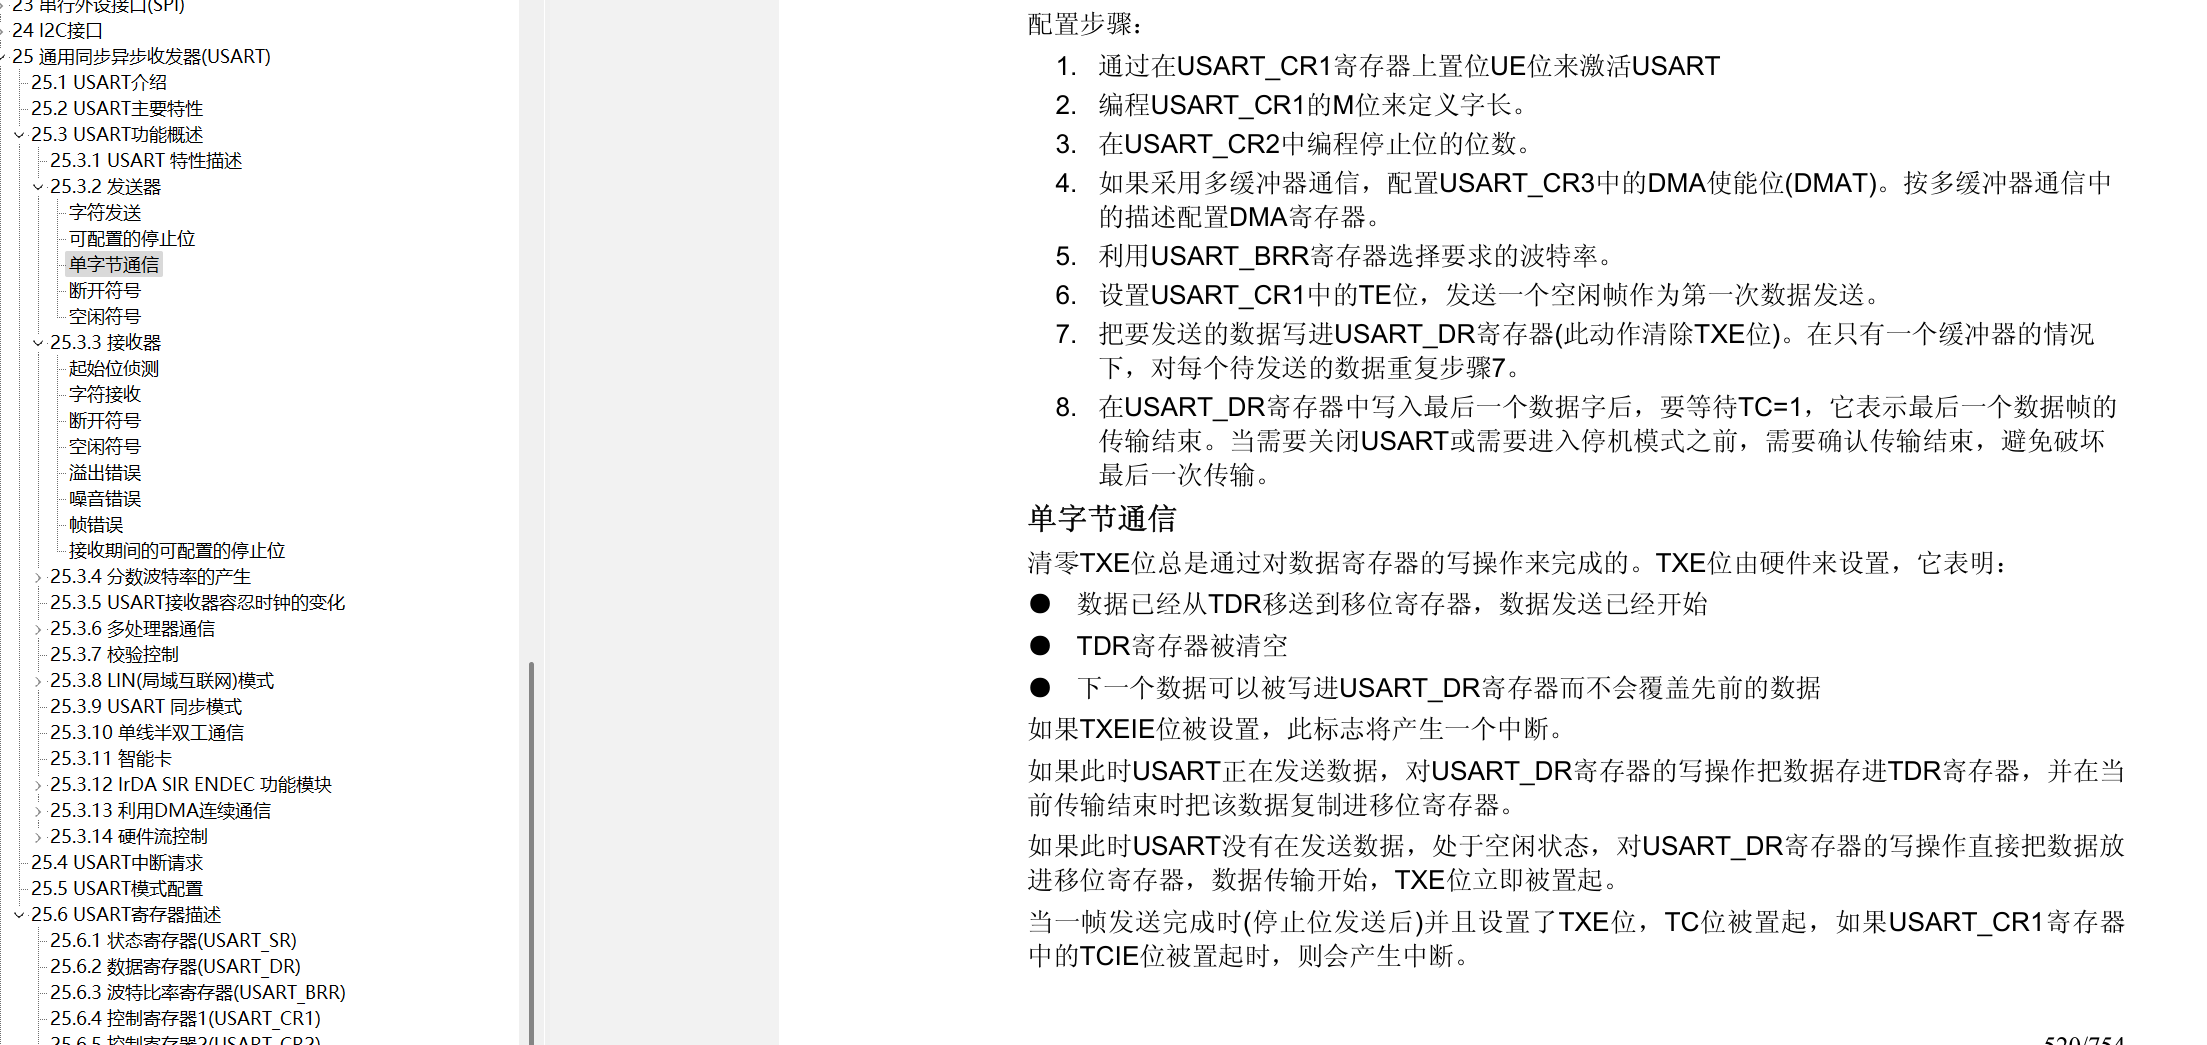 23 串行外设接口(SPI)
24 I2C接口
25 通用同步异步收发器(USART)
25.1 USART介绍
25.2 USART主要特性
25.3 USART功能概述
25.3.1 USART 特性描述
25.3.2 发送器
字符发送
可配置的停止位
单字节通信
断开符号
空闲符号
25.3.3 接收器
起始位侦测
字符接收
断开符号
空闲符号
溢出错误
噪音错误
帧错误
接收期间的可配置的停止位
25.3.4 分数波特率的产生
25.3.5 USART接收器容忍时钟的变化
25.3.6 多处理器通信
25.3.7 校验控制
25.3.8 LIN(局域互联网)模式
25.3.9 USART 同步模式
25.3.10 单线半双工通信
25.3.11 智能卡
25.3.12 IrDA SIR ENDEC 功能模块
25.3.13 利用DMA连续通信
25.3.14 硬件流控制
25.4 USART中断请求
25.5 USART模式配置
25.6 USART寄存器描述
25.6.1 状态寄存器(USART_SR)
25.6.2 数据寄存器(USART_DR)
25.6.3 波特比率寄存器(USART_BRR)
25.6.4 控制寄存器1(USART_CR1)
25.6.5 控制寄存器2(USART_CR2)
配置步骤：
1. 通过在USART_CR1寄存器上置位UE位来激活USART
2. 编程USART_CR1的M位来定义字长。
3. 在USART_CR2中编程停止位的位数。
4. 如果采用多缓冲器通信，配置USART_CR3中的DMA使能位(DMAT)。按多缓冲器通信中
的描述配置DMA寄存器。
5. 利用USART_BRR寄存器选择要求的波特率。
6. 设置USART_CR1中的TE位，发送一个空闲帧作为第一次数据发送。
7. 把要发送的数据写进USART_DR寄存器(此动作清除TXE位)。在只有一个缓冲器的情况
下，对每个待发送的数据重复步骤7。
8. 在USART_DR寄存器中写入最后一个数据字后，要等待TC=1，它表示最后一个数据帧的
传输结束。当需要关闭USART或需要进入停机模式之前，需要确认传输结束，避免破坏
最后一次传输。
单字节通信
清零TXE位总是通过对数据寄存器的写操作来完成的。TXE位由硬件来设置，它表明：
● 数据已经从TDR移送到移位寄存器，数据发送已经开始
● TDR寄存器被清空
● 下一个数据可以被写进USART_DR寄存器而不会覆盖先前的数据
如果TXEIE位被设置，此标志将产生一个中断。
如果此时USART正在发送数据，对USART_DR寄存器的写操作把数据存进TDR寄存器，并在当
前传输结束时把该数据复制进移位寄存器。
如果此时USART没有在发送数据，处于空闲状态，对USART_DR寄存器的写操作直接把数据放
进移位寄存器，数据传输开始，TXE位立即被置起。
当一帧发送完成时(停止位发送后)并且设置了TXE位，TC位被置起，如果USART_CR1寄存器
中的TCIE位被置起时，则会产生中断。
520/754